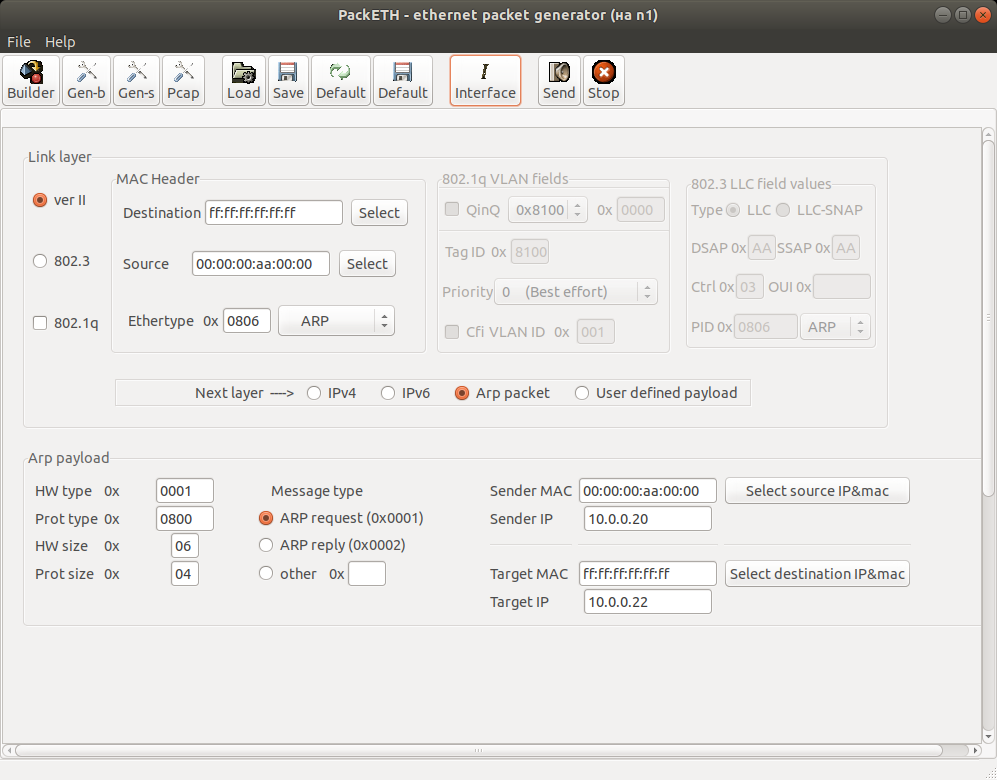 PackETH - ethernet packet generator (на n1)
File Help
Builder Gen-b Gen-s Pcap Load Save Default Default Interface Send Stop
Link layer
ver II
802.3
802.1q
MAC Header
Destination ff:ff:ff:ff:ff:ff Select
Source 00:00:00:aa:00:00 Select
Ethertype 0x 0806 ARP
802.1q VLAN fields
QinQ 0x8100 0x 0000
Tag ID 0x 8100
Priority 0 (Best effort)
Cfi VLAN ID 0x 001
802.3 LLC field values
Type LLC LLC-SNAP
DSAP 0x AA SSAP 0x AA
Ctrl 0x 03 OUI 0x
PID 0x 0806 ARP
Next layer ----> IPv4 IPv6 Arp packet User defined payload
Arp payload
HW type 0x 0001
Prot type 0x 0800
HW size 0x 06
Prot size 0x 04
Message type
ARP request (0x0001)
ARP reply (0x0002)
other 0x
Sender MAC 00:00:00:aa:00:00 Select source IP&mac
Sender IP 10.0.0.20
Target MAC ff:ff:ff:ff:ff:ff Select destination IP&mac
Target IP 10.0.0.22